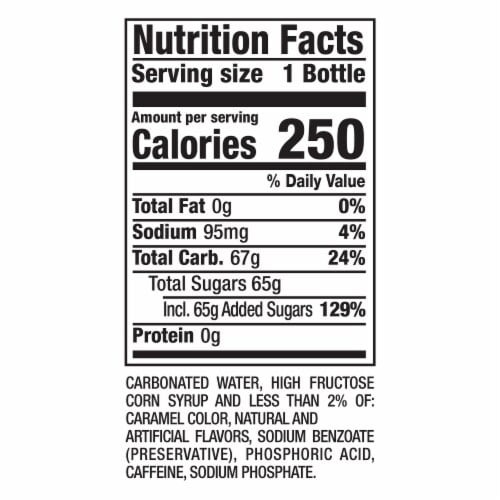 Nutrition Facts
Serving size 1 Bottle
Amount per serving
Calories 250
% Daily Value
Total Fat 0g 0%
Sodium 95mg 4%
Total Carb. 67g 24%
Total Sugars 65g
Incl. 65g Added Sugars 129%
Protein 0g
CARBONATED WATER, HIGH FRUCTOSE
CORN SYRUP AND LESS THAN 2% OF:
CARAMEL COLOR, NATURAL AND
ARTIFICIAL FLAVORS, SODIUM BENZOATE
(PRESERVATIVE), PHOSPHORIC ACID,
CAFFEINE, SODIUM PHOSPHATE.